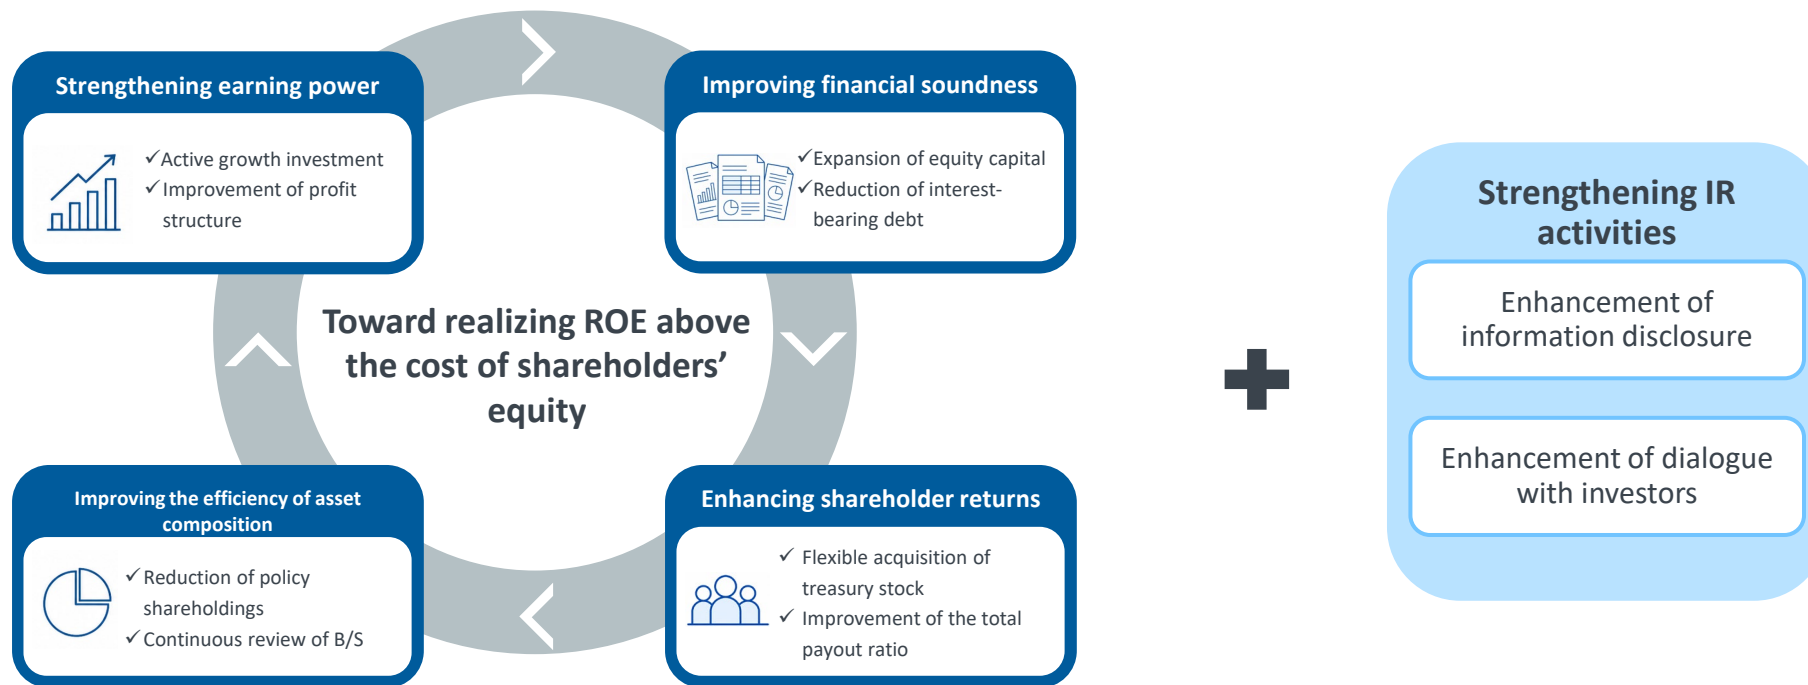 Strengthening earning power
✓Active growth investment
✓Improvement of profit
structure
Improving financial soundness
✓Expansion of equity capital
✓Reduction of interest-
bearing debt
Toward realizing ROE above
the cost of shareholders’
equity
Improving the efficiency of asset
composition
✓Reduction of policy
shareholdings
✓Continuous review of B/S
Enhancing shareholder returns
✓ Flexible acquisition of
treasury stock
✓ Improvement of the total
payout ratio
Strengthening IR
activities
Enhancement of
information disclosure
Enhancement of dialogue
with investors